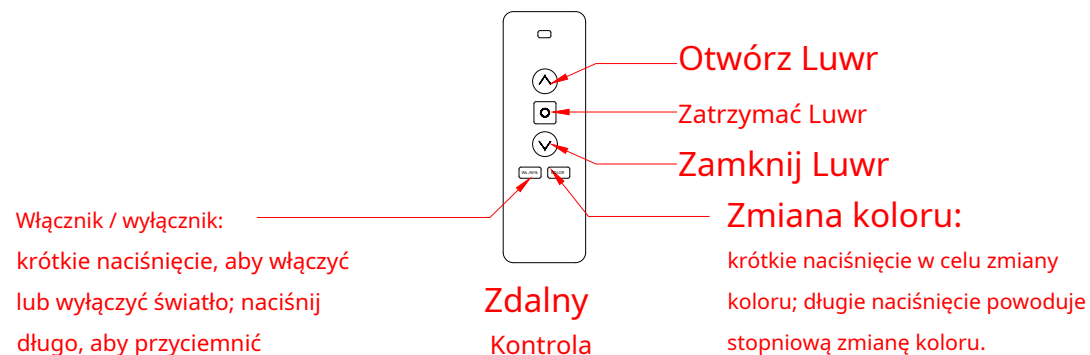 Otwórz Luwr
Zatrzymać Luwr
Zamknij Luwr
Włącznik / wyłącznik:
krótkie naciśnięcie, aby włączyć
lub wyłączyć światło; naciśnij
długo, aby przyciemnić
Zmiana koloru:
krótkie naciśnięcie w celu zmiany
koloru; długie naciśnięcie powoduje
stopniową zmianę koloru.
Zdalny
Kontrola